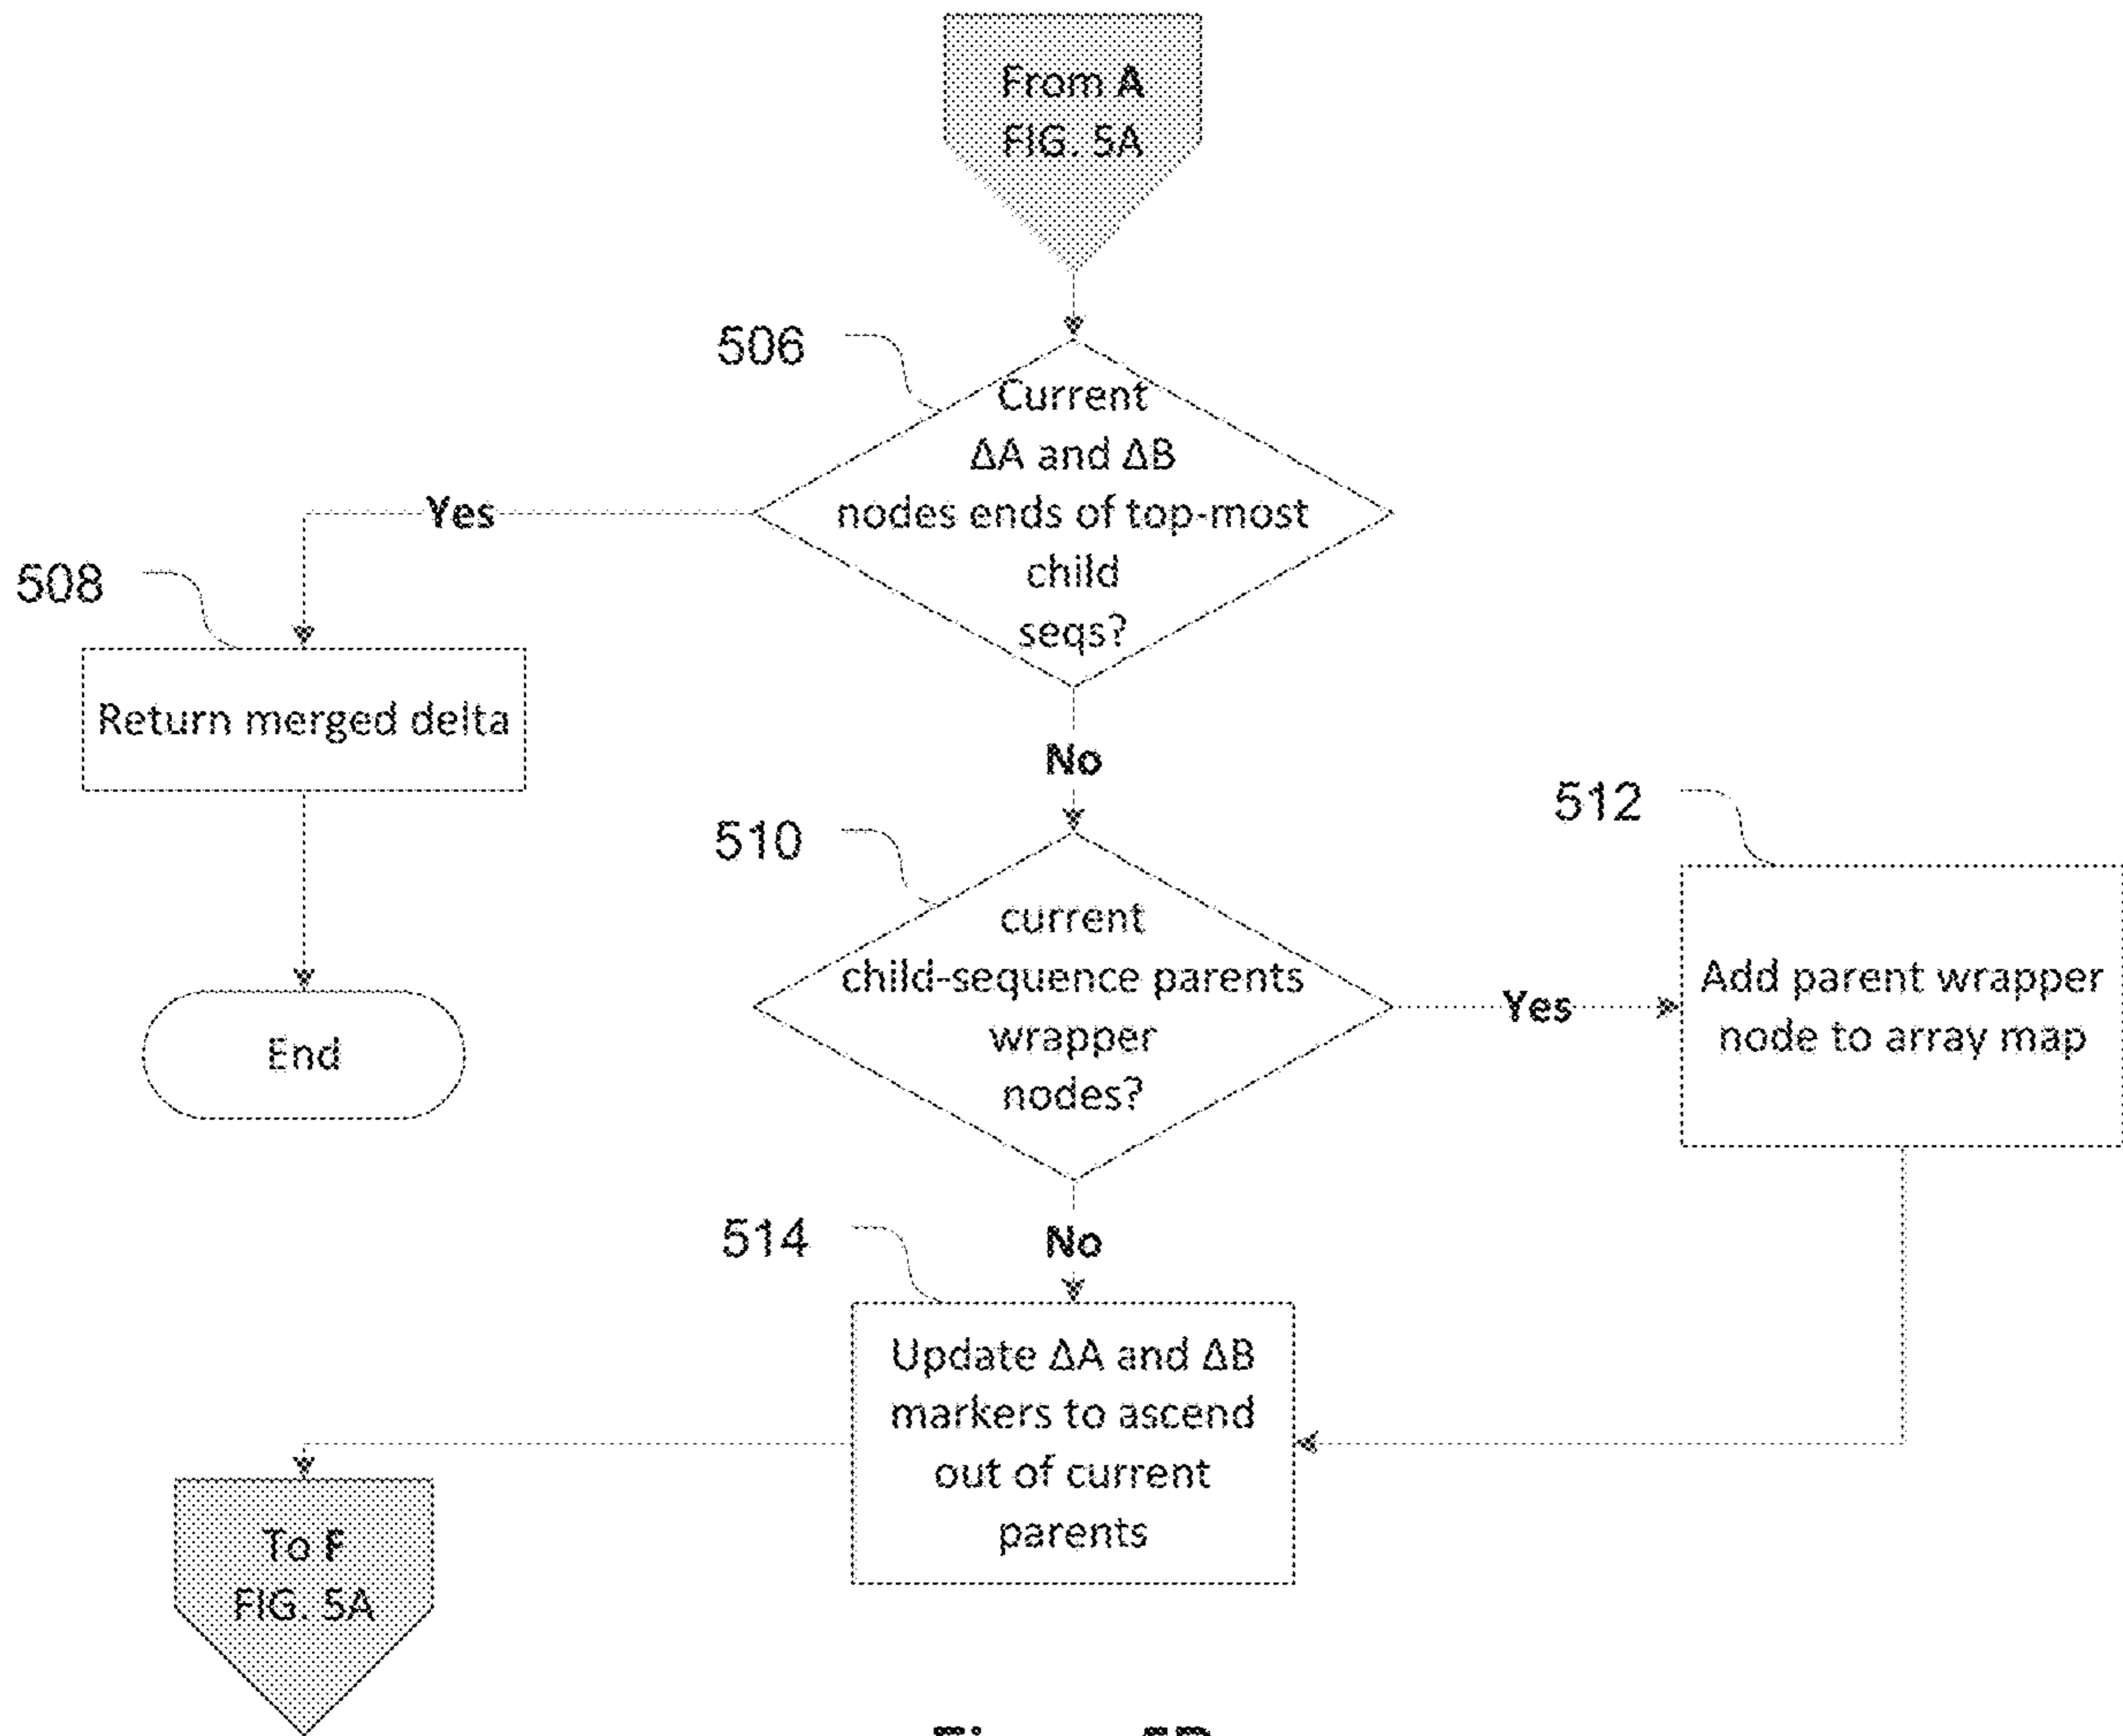 From A
FIG. 5A
506
Current
ΔA and ΔB
nodes ends of top-most
child
seqs?
Yes
508
Return merged delta
End
No
510
current
child-sequence parents
wrapper
nodes?
Yes
512
Add parent wrapper
node to array map
No
514
Update ΔA and ΔB
markers to ascend
out of current
parents
To F
FIG. 5A